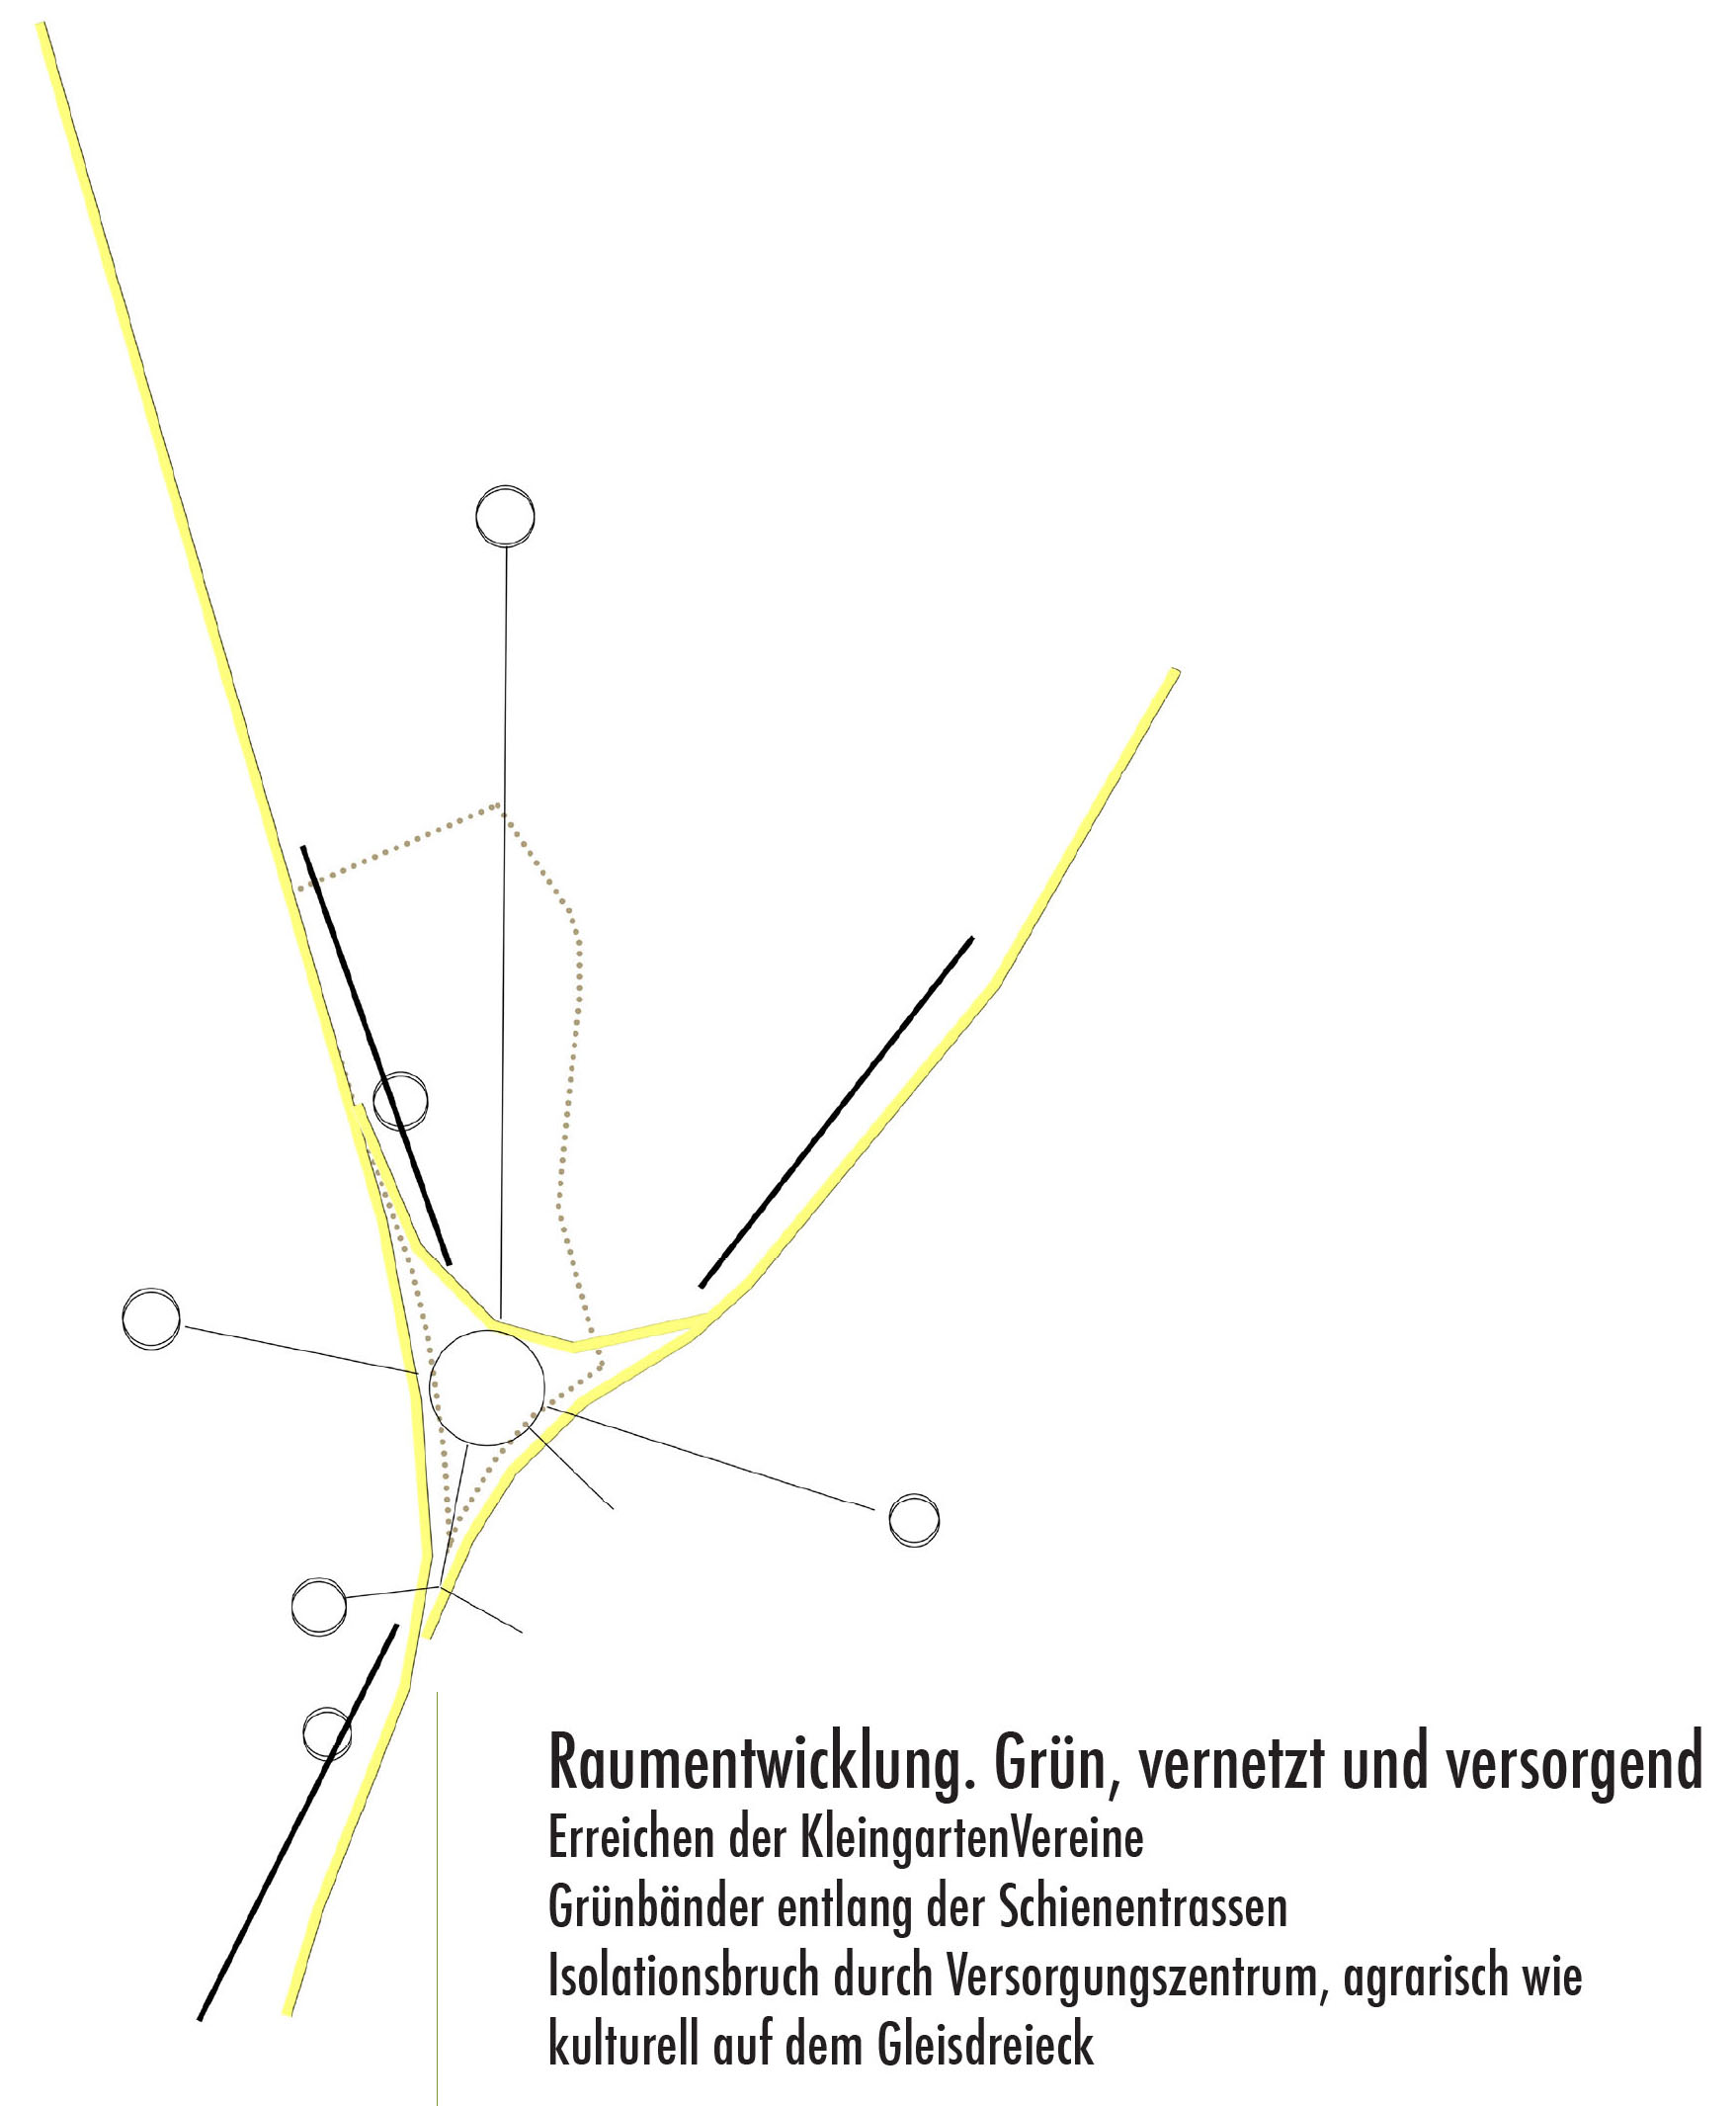 Raumentwicklung. Grün, vernetzt und versorgend
Erreichen der KleingartenVereine
Grünbänder entlang der Schienentrassen
Isolationsbruch durch Versorgungszentrum, agrarisch wie
kulturell auf dem Gleisdreieck